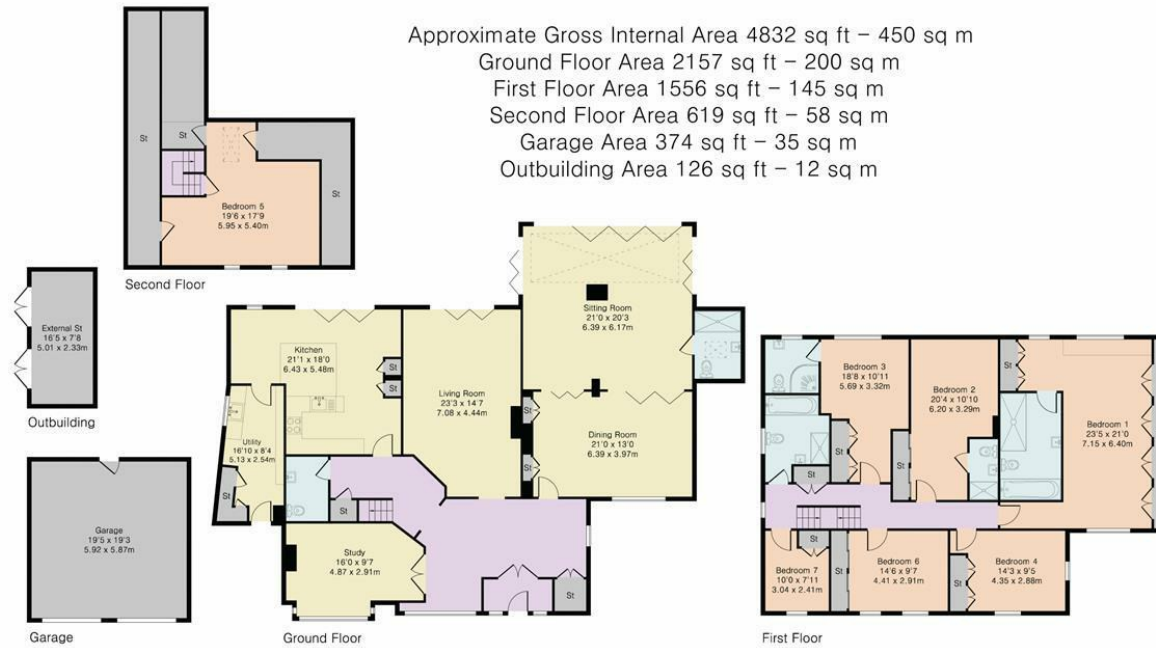 Approximate Gross Internal Area 4832 sq ft – 450 sq m
Ground Floor Area 2157 sq ft – 200 sq m
First Floor Area 1556 sq ft – 145 sq m
Second Floor Area 619 sq ft – 58 sq m
Garage Area 374 sq ft – 35 sq m
Outbuilding Area 126 sq ft – 12 sq m
St
St
St
Bedroom 5
19'6 x 17'9
5.95 x 5.40m
Second Floor
External St
16'5 x 7'8
5.01 x 2.33m
Outbuilding
Garage
19'5 x 19'3
5.92 x 5.87m
Garage
Kitchen
21'1 x 18'0
6.43 x 5.48m
St
St
Utility
16'10 x 8'4
5.13 x 2.54m
St
Living Room
23'3 x 14'7
7.08 x 4.44m
Sitting Room
21'0 x 20'3
6.39 x 6.17m
St
Dining Room
21'0 x 13'0
6.39 x 3.97m
St
St
Study
16'0 x 9'7
4.87 x 2.91m
St
Ground Floor
Bedroom 3
18'8 x 10'11
5.69 x 3.32m
St
St
Bedroom 2
20'4 x 10'10
6.20 x 3.29m
St
St
Bedroom 1
23'5 x 21'0
7.15 x 6.40m
St
Bedroom 7
10'0 x 7'11
3.04 x 2.41m
St
Bedroom 6
14'6 x 9'7
4.41 x 2.91m
St
Bedroom 4
14'3 x 9'5
4.35 x 2.88m
First Floor